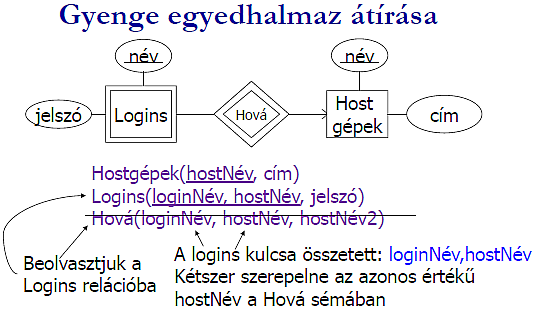 Gyenge egyedhalmaz átírása
név
név
jelszó
Logins
Hová
Host
gépek
cím
Hostgépek(hostNév, cím)
Logins(loginNév, hostNév, jelszó)
Hová(loginNév, hostNév, hostNév2)
Beolvasztjuk a
Logins relációba
A logins kulcsa összetett: loginNév,hostNév
Kétszer szerepelne az azonos értékű
hostNév a Hová sémában